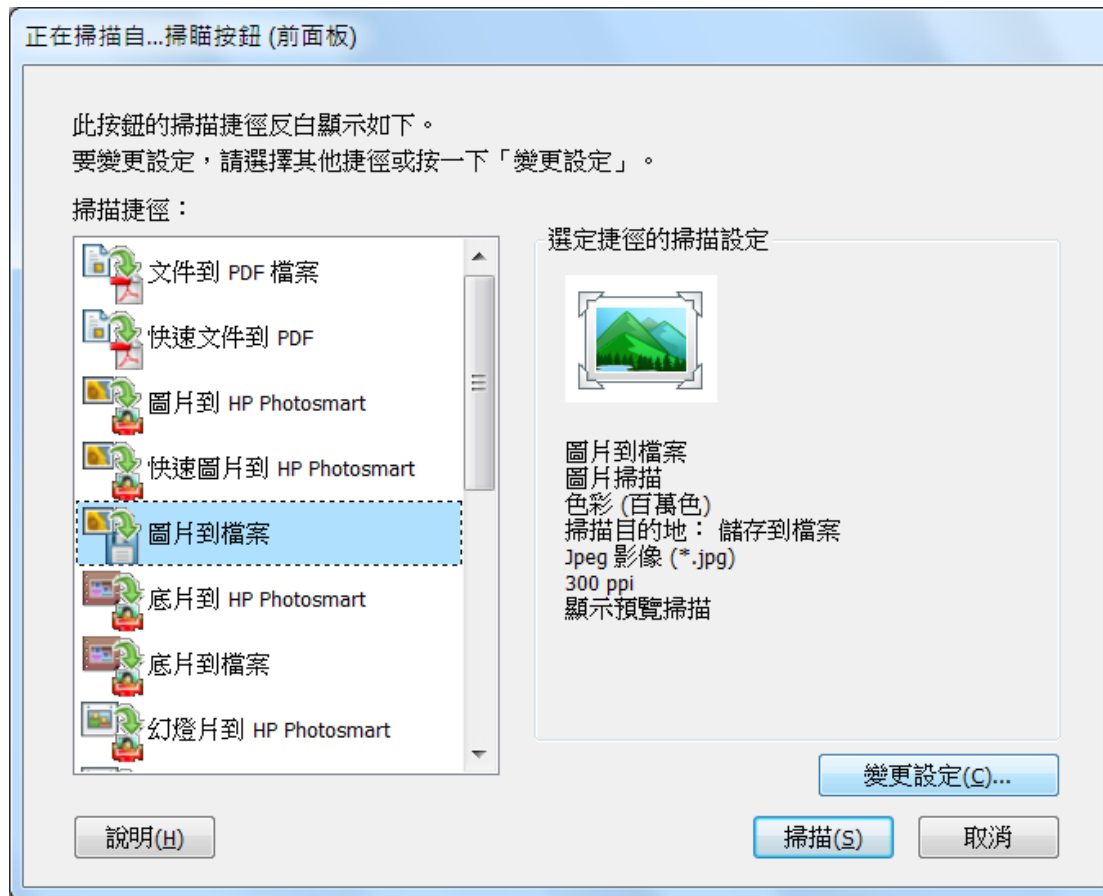 正在掃描自...掃瞄按鈕 (前面板)
此按鈕的掃描捷徑反白顯示如下。
要變更設定，請選擇其他捷徑或按一下「變更設定」。
掃描捷徑：
文件到 PDF 檔案
快速文件到 PDF
圖片到 HP Photosmart
快速圖片到 HP Photosmart
圖片到檔案
底片到 HP Photosmart
底片到檔案
幻燈片到 HP Photosmart
選定捷徑的掃描設定
圖片到檔案
圖片掃描
色彩 (百萬色)
掃描目的地： 儲存到檔案
Jpeg 影像 (*.jpg)
300 ppi
顯示預覽掃描
變更設定(C)...
說明(H)
掃描(S)
取消